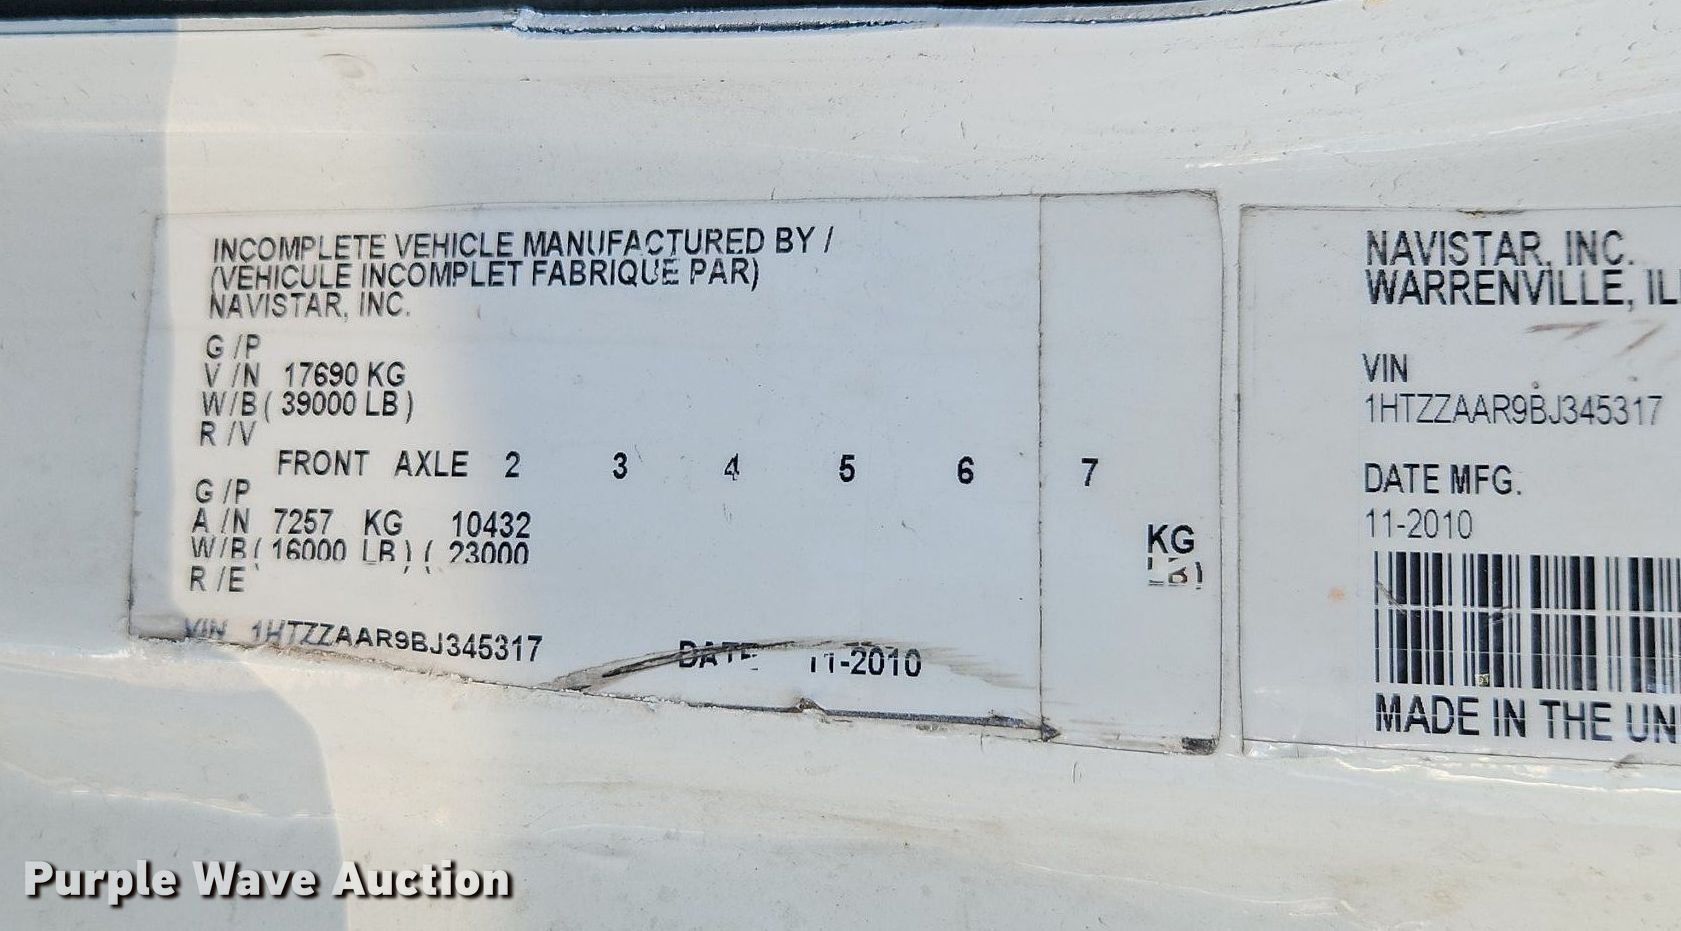 INCOMPLETE VEHICLE MANUFACTURED BY /
(VEHICULE INCOMPLET FABRIQUE PAR)
NAVISTAR, INC.
G /P
V /N 17690 KG
W/B ( 39000 LB )
R /V
FRONT AXLE 2 3 4 5 6 7
G /P
A /N 7257 KG 10432 KG
W/B ( 16000 LB ) ( 23000 LB)
R /E
VIN 1HTZZAAR9BJ345317 DATE 11-2010
NAVISTAR, INC.
WARRENVILLE, IL
VIN
1HTZZAAR9BJ345317
DATE MFG.
11-2010
MADE IN THE UN
Purple Wave Auction